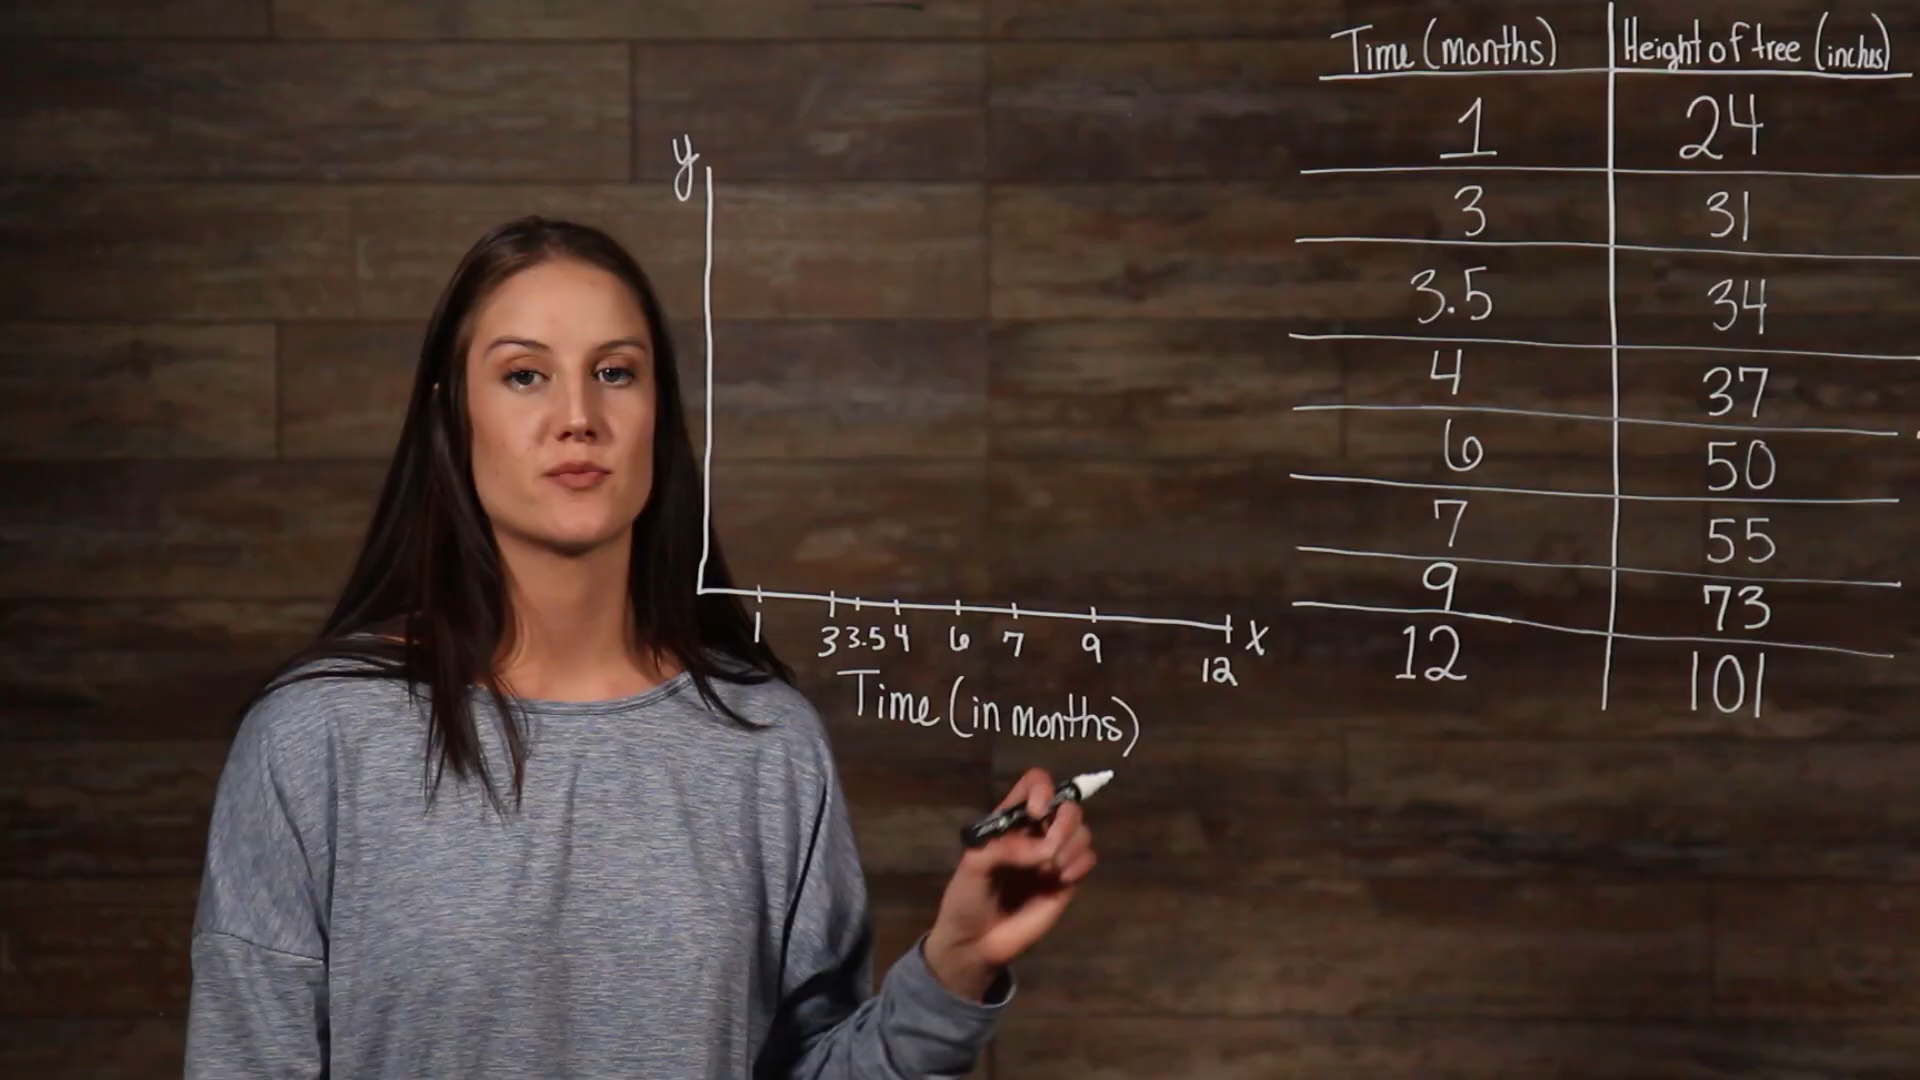 Time (months) Height of tree (inches)
1 24
3 31
3.5 34
4 37
6 50
7 55
9 73
12 101
y
x
1 3 3.5 4 6 7 9 12
Time (in months)